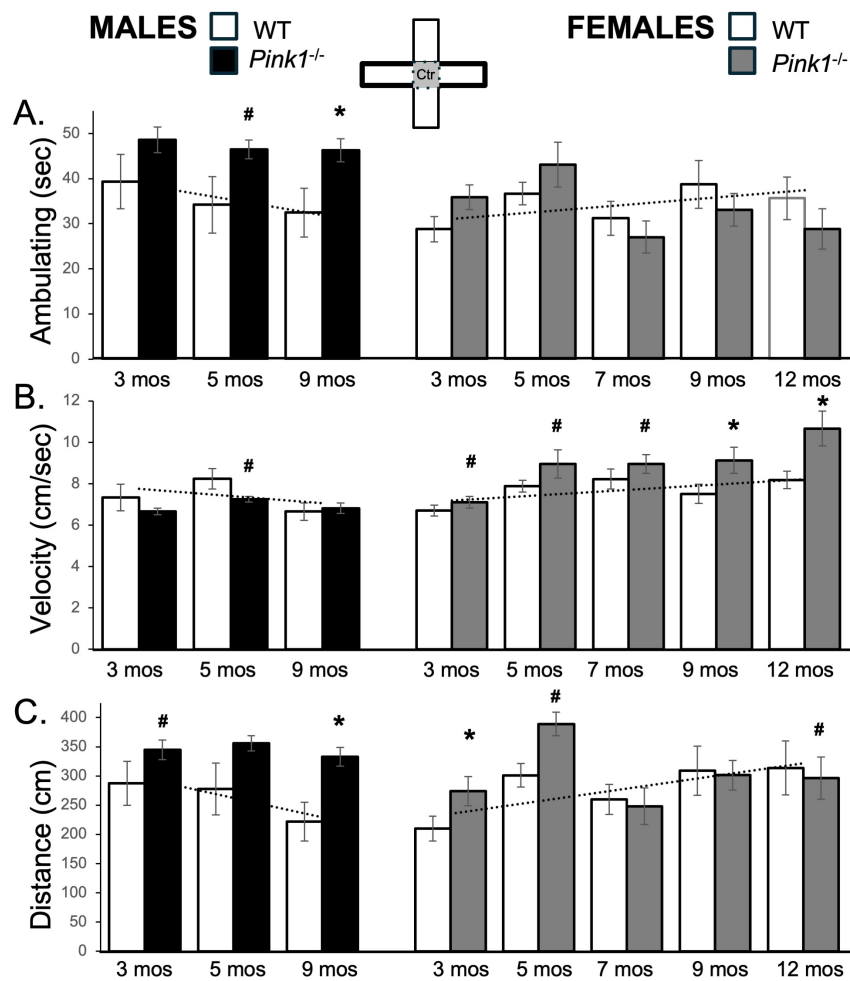 MALES WT FEMALES WT
Pink1-/- Pink1-/-
Ctr
A.
Ambulating (sec)
50
40
30
20
10
0
# *
3 mos 5 mos 9 mos 3 mos 5 mos 7 mos 9 mos 12 mos
B.
Velocity (cm/sec)
12
10
8
6
4
2
0
# # # # * *
3 mos 5 mos 9 mos 3 mos 5 mos 7 mos 9 mos 12 mos
C.
Distance (cm)
400
350
300
250
200
150
100
50
0
# * * # #
3 mos 5 mos 9 mos 3 mos 5 mos 7 mos 9 mos 12 mos